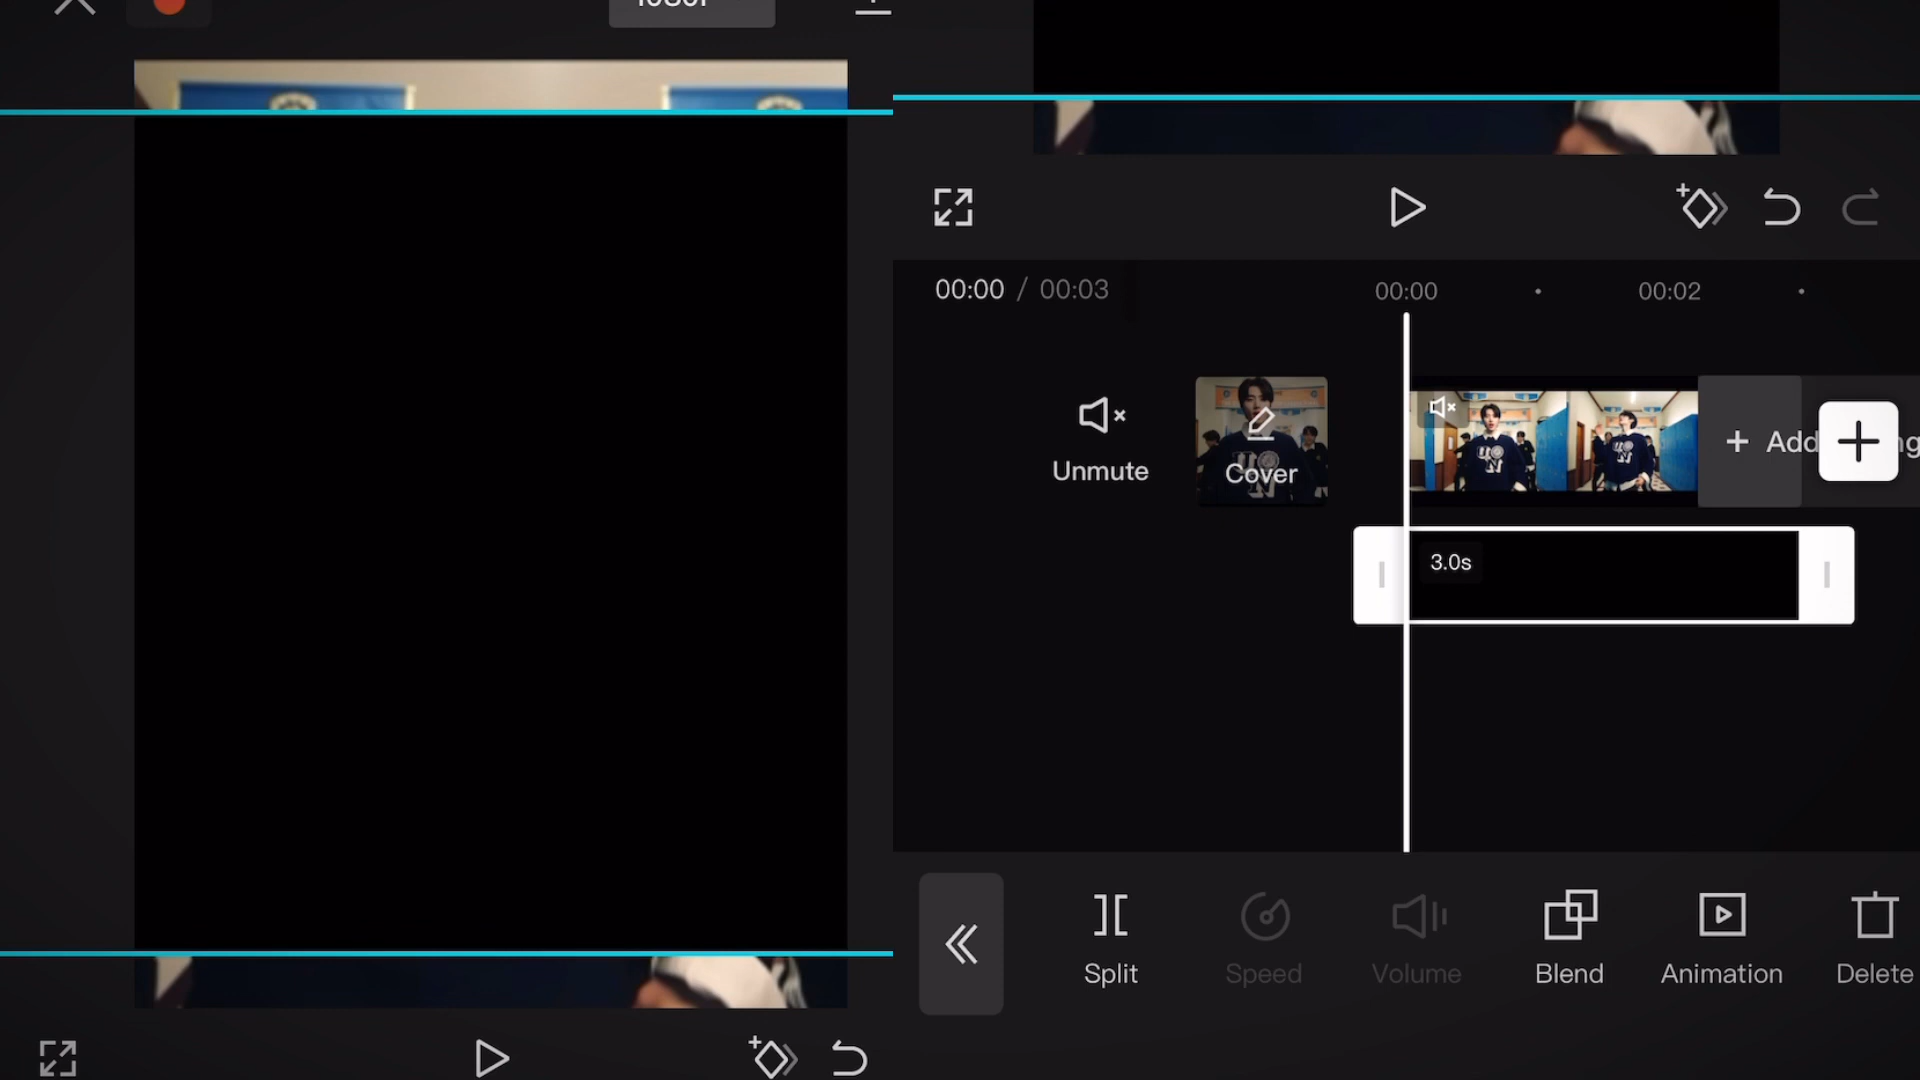 1080P
00:00 / 00:03
00:00
00:02
Unmute
Cover
+ Add
3.0s
Split
Speed
Volume
Blend
Animation
Delete